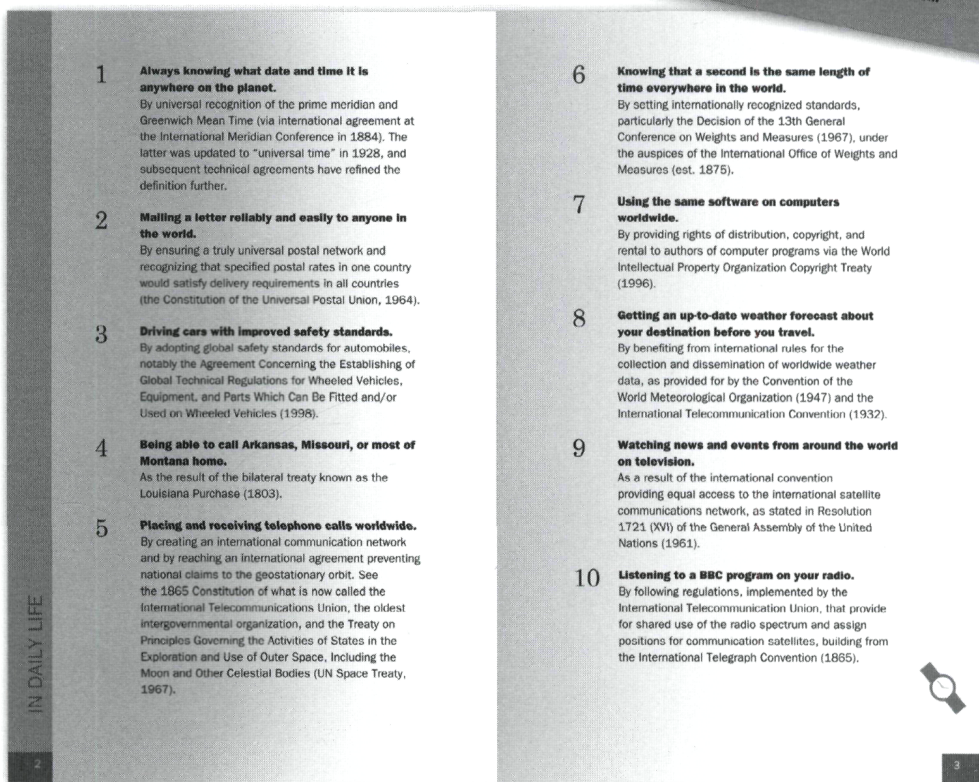 1
Always knowing what date and time it is
anywhere on the planet.
By universal recognition of the prime meridian and
Greenwich Mean Time (via international agreement at
the International Meridian Conference in 1884). The
latter was updated to "universal time" in 1928, and
subsequent technical agreements have refined the
definition further.
2
Mailing a letter reliably and easily to anyone in
the world.
By ensuring a truly universal postal network and
recognizing that specified postal rates in one country
would satisfy delivery requirements in all countries
(the Constitution of the Universal Postal Union, 1964).
3
Driving cars with improved safety standards.
By adopting global safety standards for automobiles,
notably the Agreement Concerning the Establishing of
Global Technical Regulations for Wheeled Vehicles,
Equipment, and Parts Which Can Be Fitted and/or
Used on Wheeled Vehicles (1998).
4
Being able to call Arkansas, Missouri, or most of
Montana home.
As the result of the bilateral treaty known as the
Louisiana Purchase (1803).
5
Placing and receiving telephone calls worldwide.
By creating an international communication network
and by reaching an international agreement preventing
national claims to the geostationary orbit. See
the 1865 Constitution of what is now called the
International Telecommunications Union, the oldest
intergovernmental organization, and the Treaty on
Principles Governing the Activities of States in the
Exploration and Use of Outer Space, Including the
Moon and Other Celestial Bodies (UN Space Treaty,
1967).
IN DAILY LIFE
2
6
Knowing that a second is the same length of
time everywhere in the world.
By setting internationally recognized standards,
particularly the Decision of the 13th General
Conference on Weights and Measures (1967), under
the auspices of the International Office of Weights and
Measures (est. 1875).
7
Using the same software on computers
worldwide.
By providing rights of distribution, copyright, and
rental to authors of computer programs via the World
Intellectual Property Organization Copyright Treaty
(1996).
8
Getting an up-to-date weather forecast about
your destination before you travel.
By benefiting from international rules for the
collection and dissemination of worldwide weather
data, as provided for by the Convention of the
World Meteorological Organization (1947) and the
International Telecommunication Convention (1932).
9
Watching news and events from around the world
on television.
As a result of the international convention
providing equal access to the international satellite
communications network, as stated in Resolution
1721 (XVI) of the General Assembly of the United
Nations (1961).
10
Listening to a BBC program on your radio.
By following regulations, implemented by the
International Telecommunication Union, that provide
for shared use of the radio spectrum and assign
positions for communication satellites, building from
the International Telegraph Convention (1865).
3